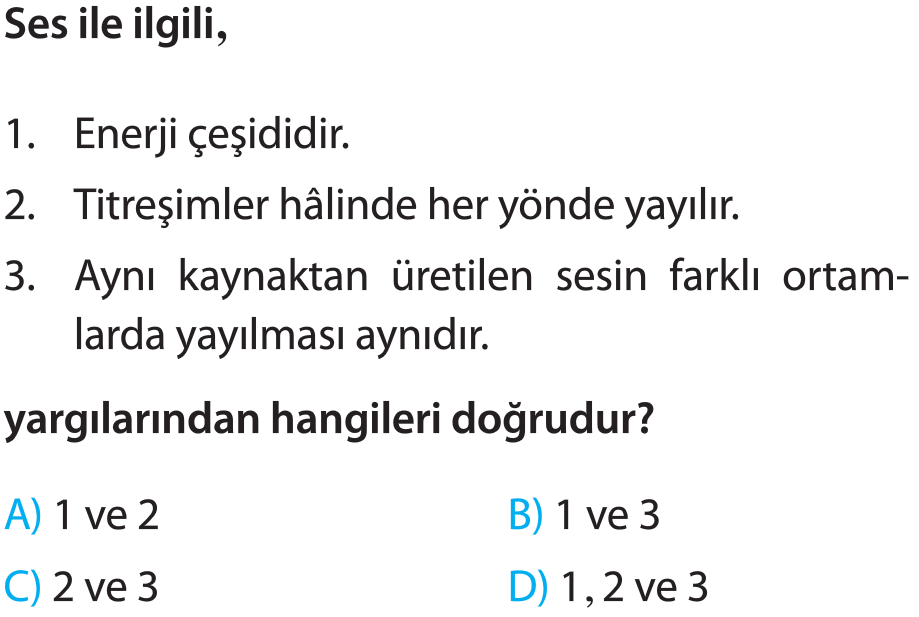 Ses ile ilgili,
1. Enerji çeşididir.
2. Titreşimler hâlinde her yönde yayılır.
3. Aynı kaynaktan üretilen sesin farklı ortam-
larda yayılması aynıdır.
yargılarından hangileri doğrudur?
A) 1 ve 2 B) 1 ve 3
C) 2 ve 3 D) 1, 2 ve 3